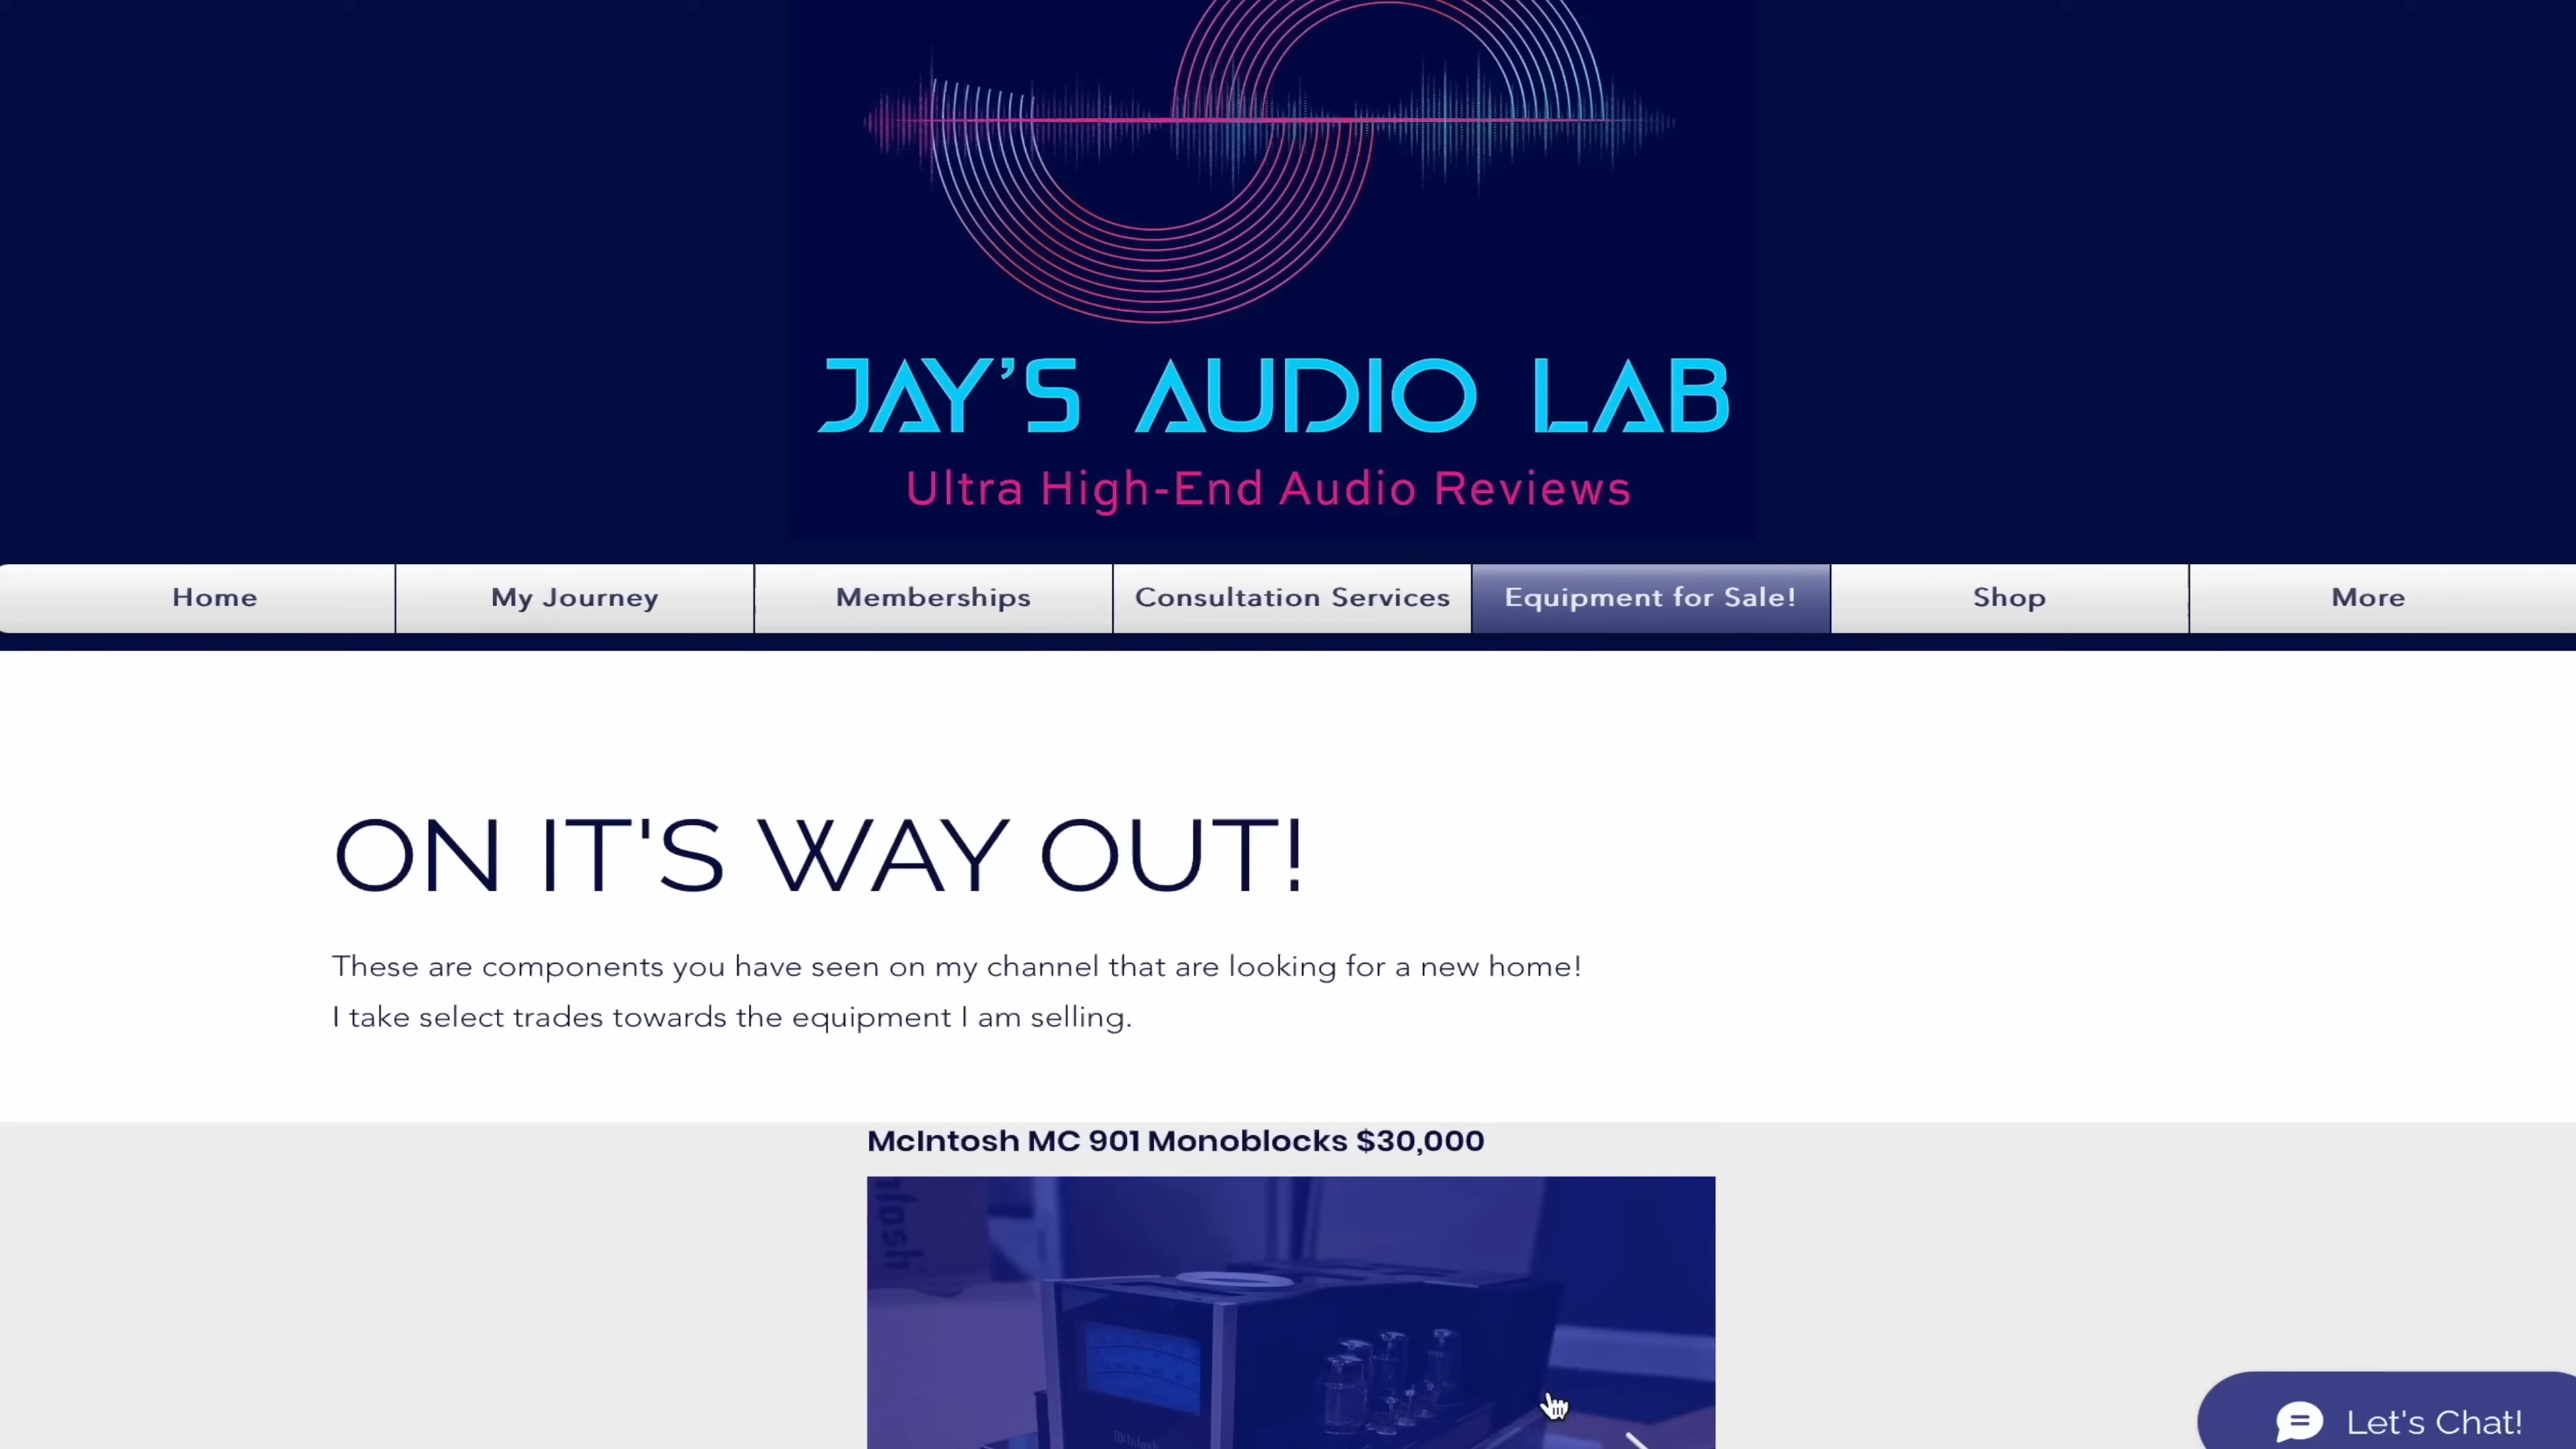 JAY'S AUDIO LAB
Ultra High-End Audio Reviews
Home
My Journey
Memberships
Consultation Services
Equipment for Sale!
Shop
More
ON IT'S WAY OUT!
These are components you have seen on my channel that are looking for a new home!
I take select trades towards the equipment I am selling.
McIntosh MC 901 Monoblocks $30,000
Let's Chat!